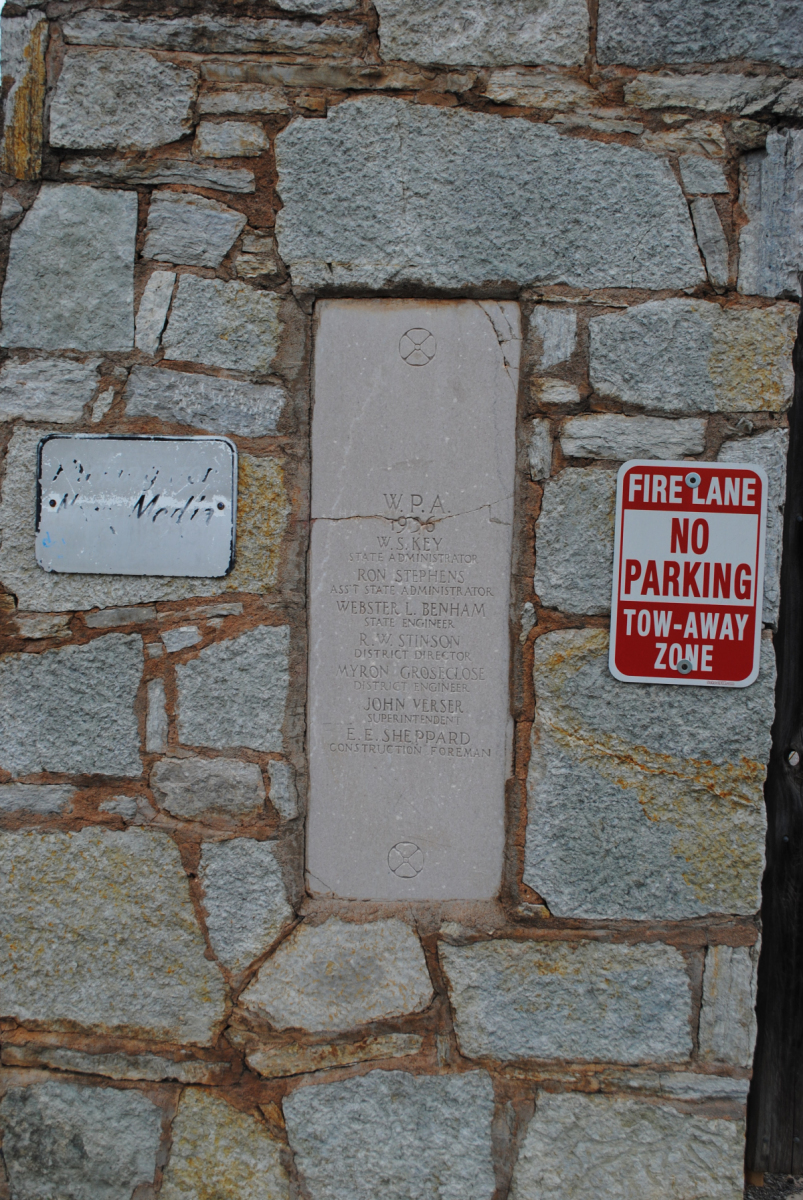 W.P.A.
1936
W. S. KEY
STATE ADMINISTRATOR
RON STEPHENS
ASS'T STATE ADMINISTRATOR
WEBSTER L. BENHAM
STATE ENGINEER
R. W. STINSON
DISTRICT DIRECTOR
MYRON GROSECLOSE
DISTRICT ENGINEER
JOHN VERSER
SUPERINTENDENT
E. E. SHEPPARD
CONSTRUCTION FOREMAN
FIRE LANE
NO
PARKING
TOW-AWAY
ZONE